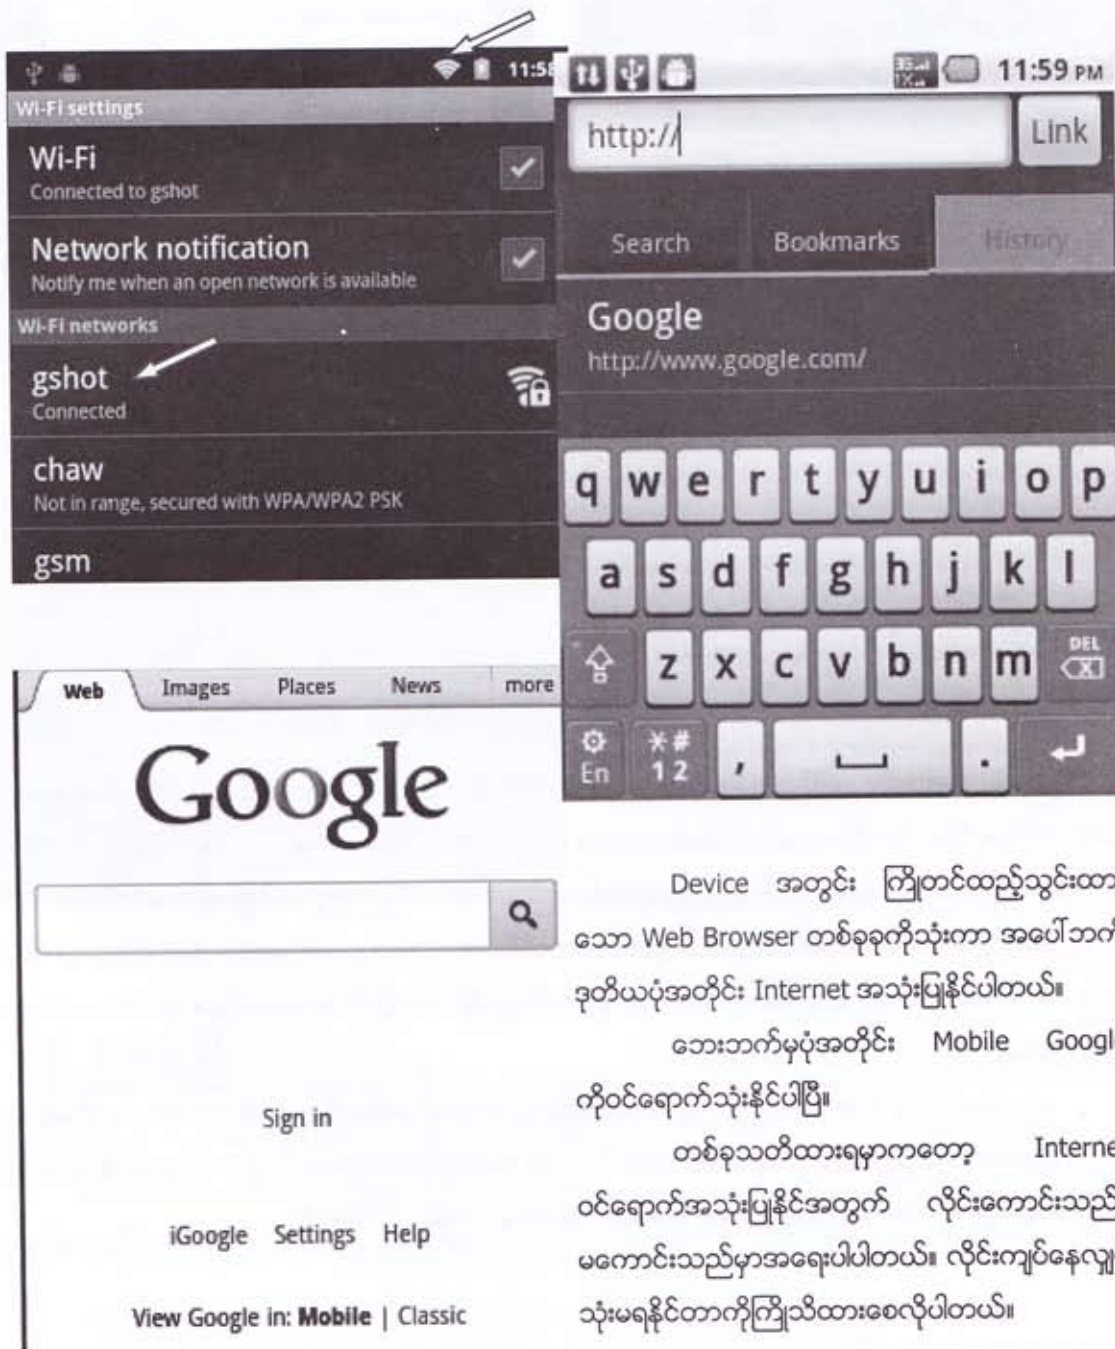 11:58
Wi-Fi settings
Wi-Fi
Connected to gshot
Network notification
Notify me when an open network is available
Wi-Fi networks
gshot
Connected
chaw
Not in range, secured with WPA/WPA2 PSK
gsm
3G 1X 11:59 PM
http:// Link
Search Bookmarks History
Google
http://www.google.com/
q w e r t y u i o p
a s d f g h j k l
z x c v b n m DEL
En * # 1 2 , .
Web Images Places News more
Google
Sign in
iGoogle Settings Help
View Google in: Mobile | Classic
Device အတွင်း ကြိုတင်ထည့်သွင်းထား
သော Web Browser တစ်ခုခုကိုသုံးကာ အပေါ်ဘက်
ဒုတိယပုံအတိုင်း Internet အသုံးပြုနိုင်ပါတယ်။
ဘေးဘက်မှပုံအတိုင်း Mobile Google
ကိုဝင်ရောက်သုံးနိုင်ပါပြီ။
တစ်ခုသတိထားရမှာကတော့ Internet
ဝင်ရောက်အသုံးပြုနိုင်အတွက် လိုင်းကောင်းသည်
မကောင်းသည်မှာအရေးပါပါတယ်။ လိုင်းကျပ်နေလျှင်
သုံးမရနိုင်တာကိုကြိုသိထားစေလိုပါတယ်။